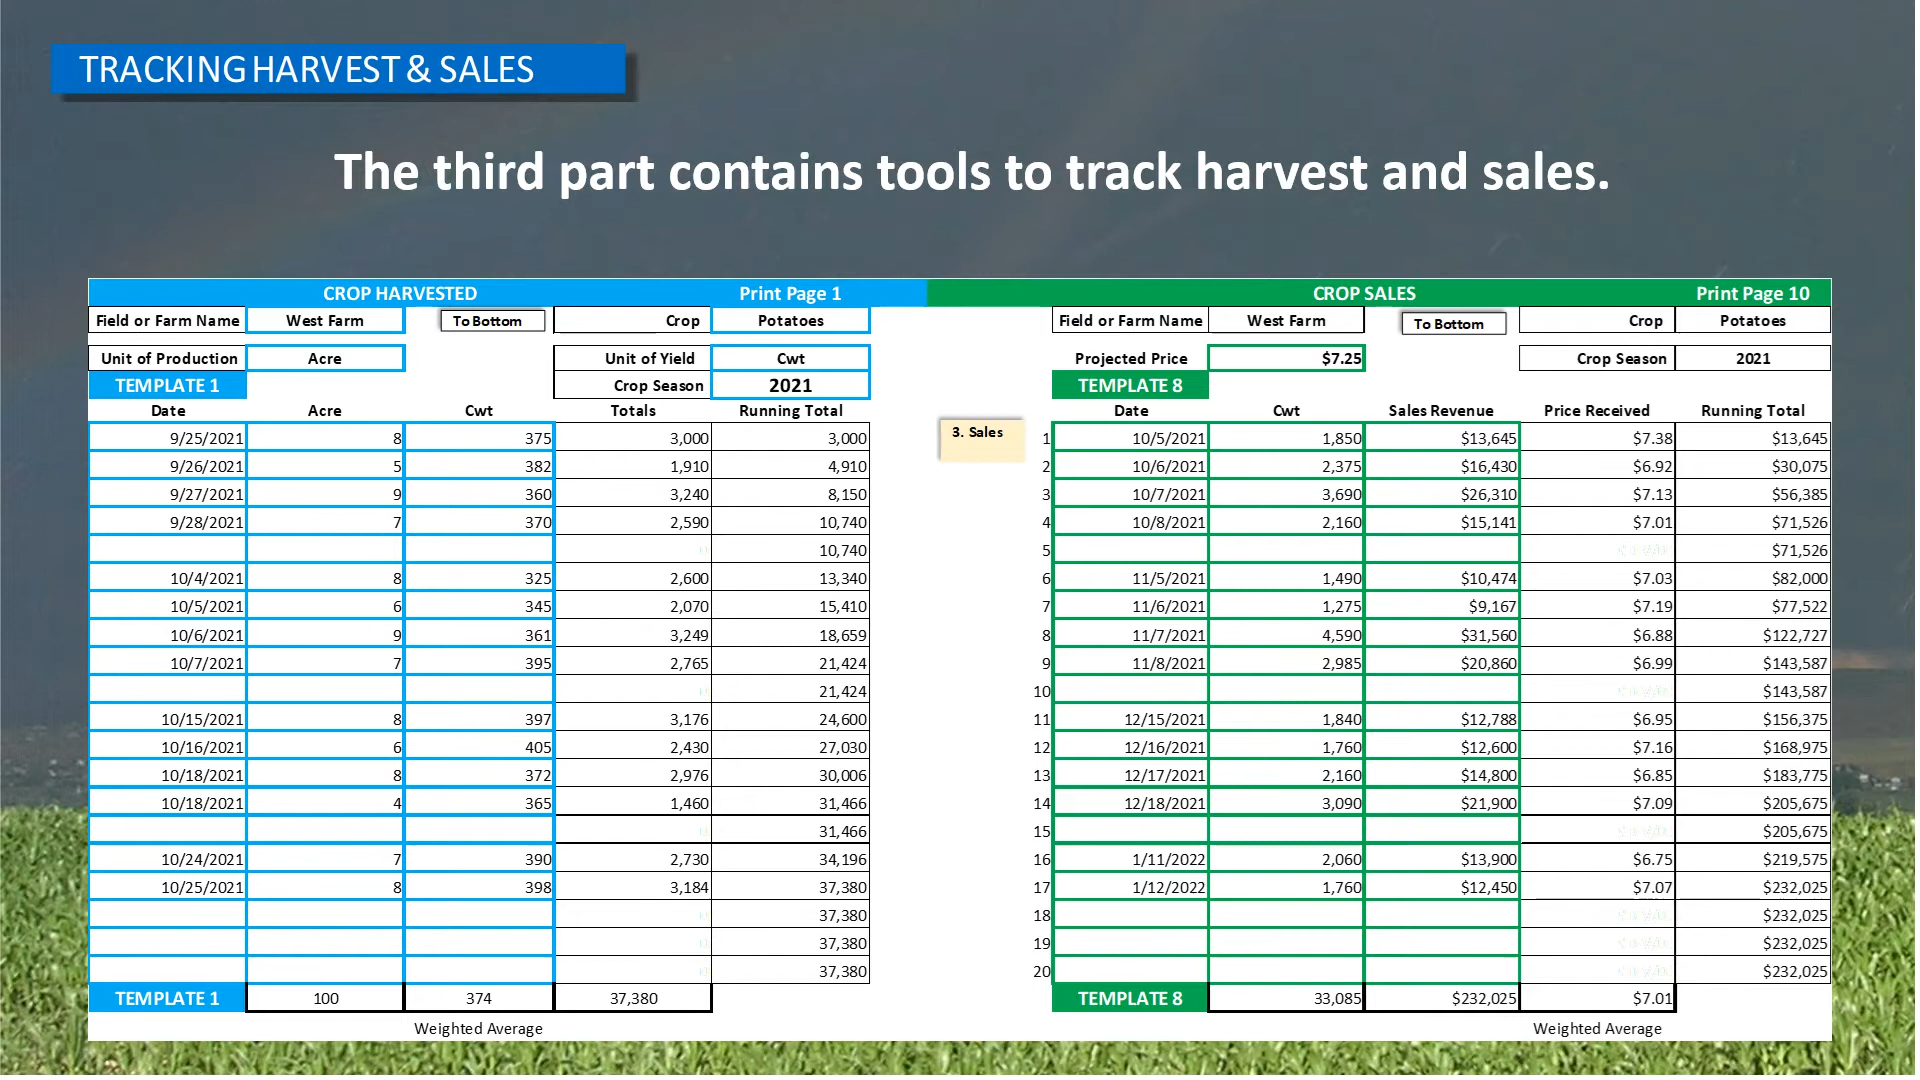 TRACKING HARVEST & SALES
The third part contains tools to track harvest and sales.
CROP HARVESTED Print Page 1 CROP SALES Print Page 10
Field or Farm Name West Farm To Bottom Crop Potatoes Field or Farm Name West Farm To Bottom Crop Potatoes
Unit of Production Acre Unit of Yield Cwt Projected Price $7.25 Crop Season 2021
TEMPLATE 1 Crop Season 2021 TEMPLATE 8
Date Acre Cwt Totals Running Total Date Cwt Sales Revenue Price Received Running Total
9/25/2021 8 375 3,000 3,000 3. Sales 1 10/5/2021 1,850 $13,645 $7.38 $13,645
9/26/2021 5 382 1,910 4,910 2 10/6/2021 2,375 $16,430 $6.92 $30,075
9/27/2021 9 360 3,240 8,150 3 10/7/2021 3,690 $26,310 $7.13 $56,385
9/28/2021 7 370 2,590 10,740 4 10/8/2021 2,160 $15,141 $7.01 $71,526
10,740 5 $71,526
10/4/2021 8 325 2,600 13,340 6 11/5/2021 1,490 $10,474 $7.03 $82,000
10/5/2021 6 345 2,070 15,410 7 11/6/2021 1,275 $9,167 $7.19 $77,522
10/6/2021 9 361 3,249 18,659 8 11/7/2021 4,590 $31,560 $6.88 $122,727
10/7/2021 7 395 2,765 21,424 9 11/8/2021 2,985 $20,860 $6.99 $143,587
21,424 10 $143,587
10/15/2021 8 397 3,176 24,600 11 12/15/2021 1,840 $12,788 $6.95 $156,375
10/16/2021 6 405 2,430 27,030 12 12/16/2021 1,760 $12,600 $7.16 $168,975
10/18/2021 8 372 2,976 30,006 13 12/17/2021 2,160 $14,800 $6.85 $183,775
10/18/2021 4 365 1,460 31,466 14 12/18/2021 3,090 $21,900 $7.09 $205,675
31,466 15 $205,675
10/24/2021 7 390 2,730 34,196 16 1/11/2022 2,060 $13,900 $6.75 $219,575
10/25/2021 8 398 3,184 37,380 17 1/12/2022 1,760 $12,450 $7.07 $232,025
37,380 18 $232,025
37,380 19 $232,025
37,380 20 $232,025
TEMPLATE 1 100 374 37,380 TEMPLATE 8 33,085 $232,025 $7.01
Weighted Average Weighted Average